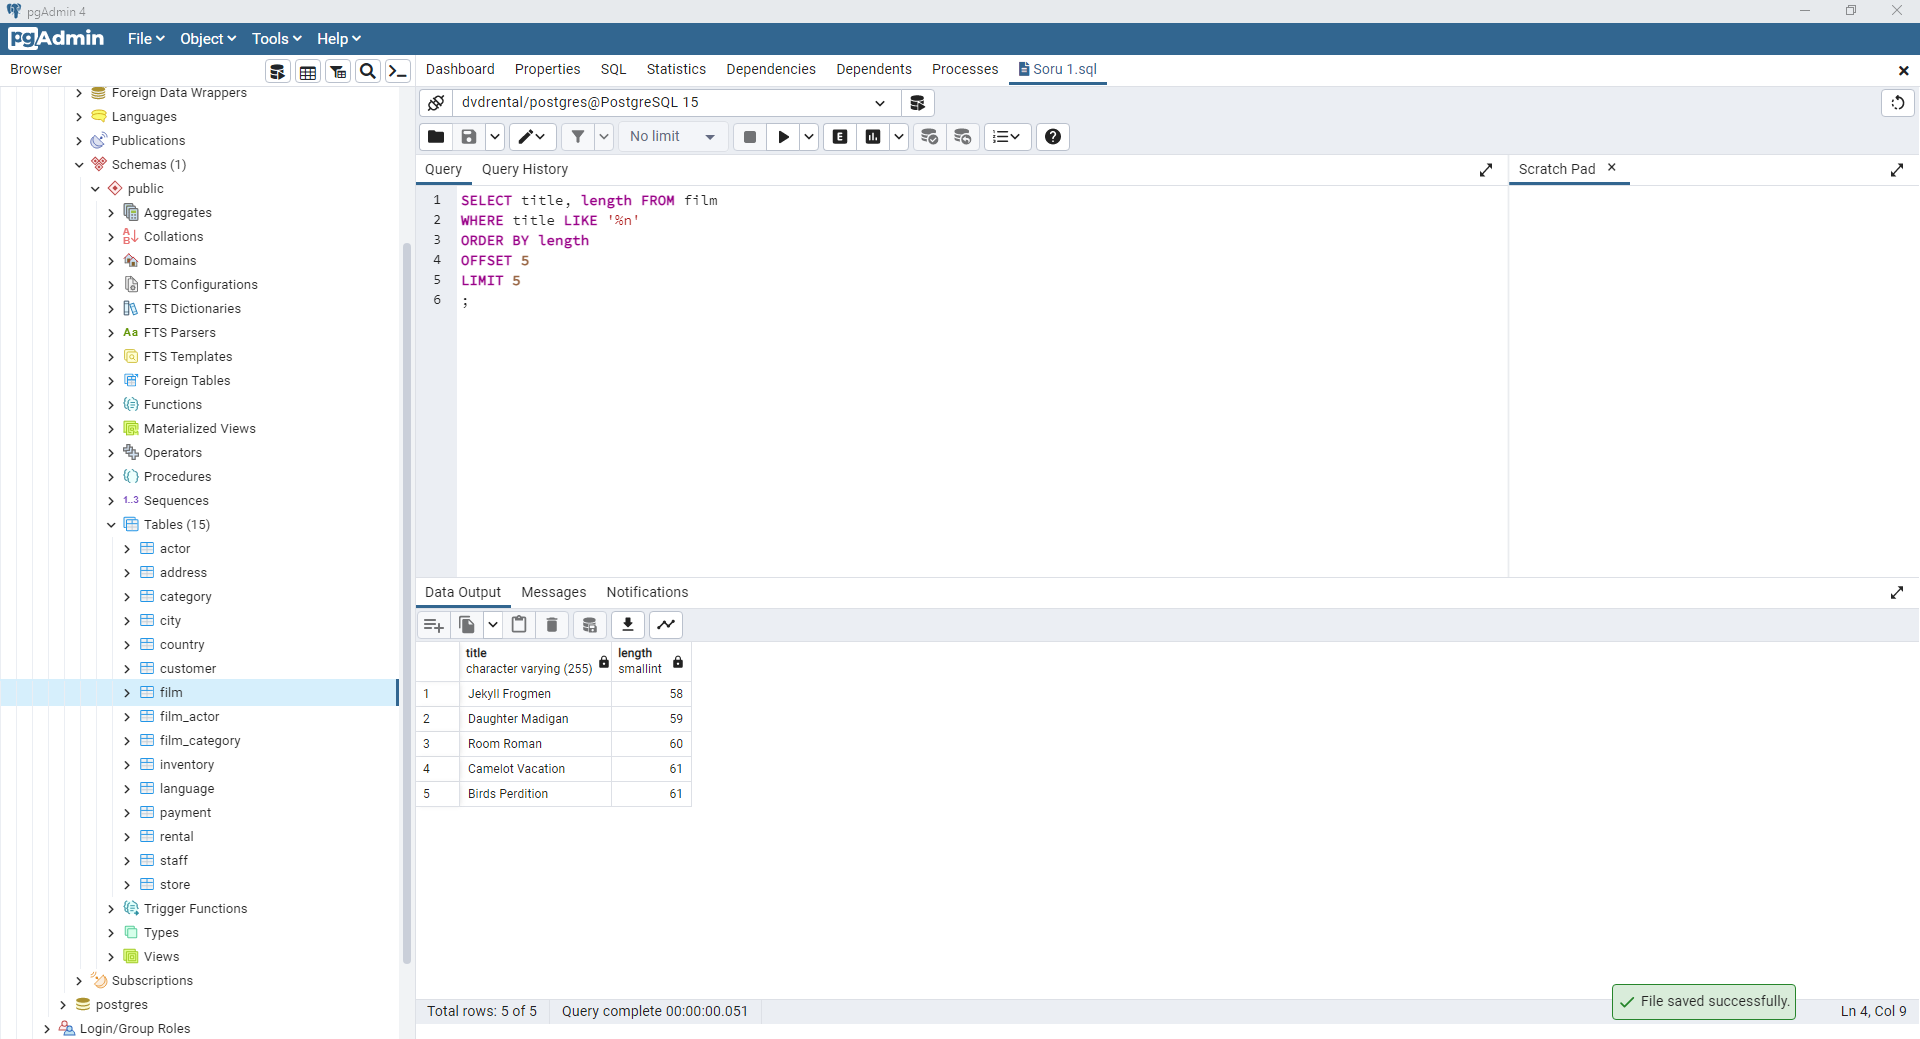 pgAdmin 4
pgAdmin File Object Tools Help
Browser
Dashboard Properties SQL Statistics Dependencies Dependents Processes Soru 1.sql
dvdrental/postgres@PostgreSQL 15
No limit
E
Query Query History
Scratch Pad
1 SELECT title, length FROM film
2 WHERE title LIKE '%n'
3 ORDER BY length
4 OFFSET 5
5 LIMIT 5
6 ;
Foreign Data Wrappers
Languages
Publications
Schemas (1)
public
Aggregates
Collations
Domains
FTS Configurations
FTS Dictionaries
Aa FTS Parsers
FTS Templates
Foreign Tables
Functions
Materialized Views
Operators
Procedures
1..3 Sequences
Tables (15)
actor
address
category
city
country
customer
film
film_actor
film_category
inventory
language
payment
rental
staff
store
Trigger Functions
Types
Views
Subscriptions
postgres
Login/Group Roles
Data Output Messages Notifications
title length
character varying (255) smallint
1 Jekyll Frogmen 58
2 Daughter Madigan 59
3 Room Roman 60
4 Camelot Vacation 61
5 Birds Perdition 61
Total rows: 5 of 5 Query complete 00:00:00.051
File saved successfully.
Ln 4, Col 9